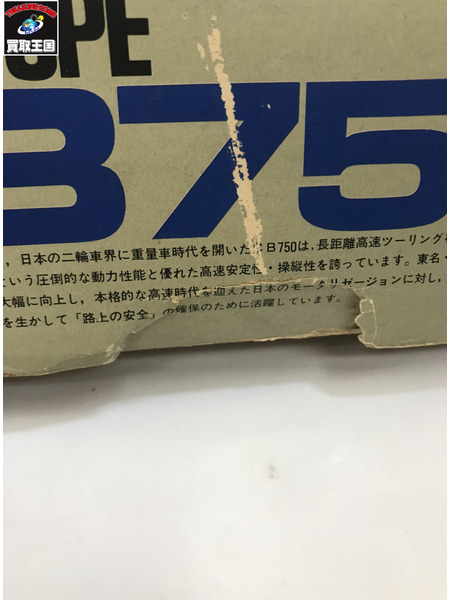 買取王国
OPE
B75
, 日本の二輪車界に重量車時代を開いたCB750は, 長距離高速ツーリング
という圧倒的な動力性能と優れた高速安定性・操縦性を誇っています. 東名・
大幅に向上し, 本格的な高速時代を迎えた日本のモータリゼーションに対し,
を生かして「路上の安全」の確保のために活躍しています.